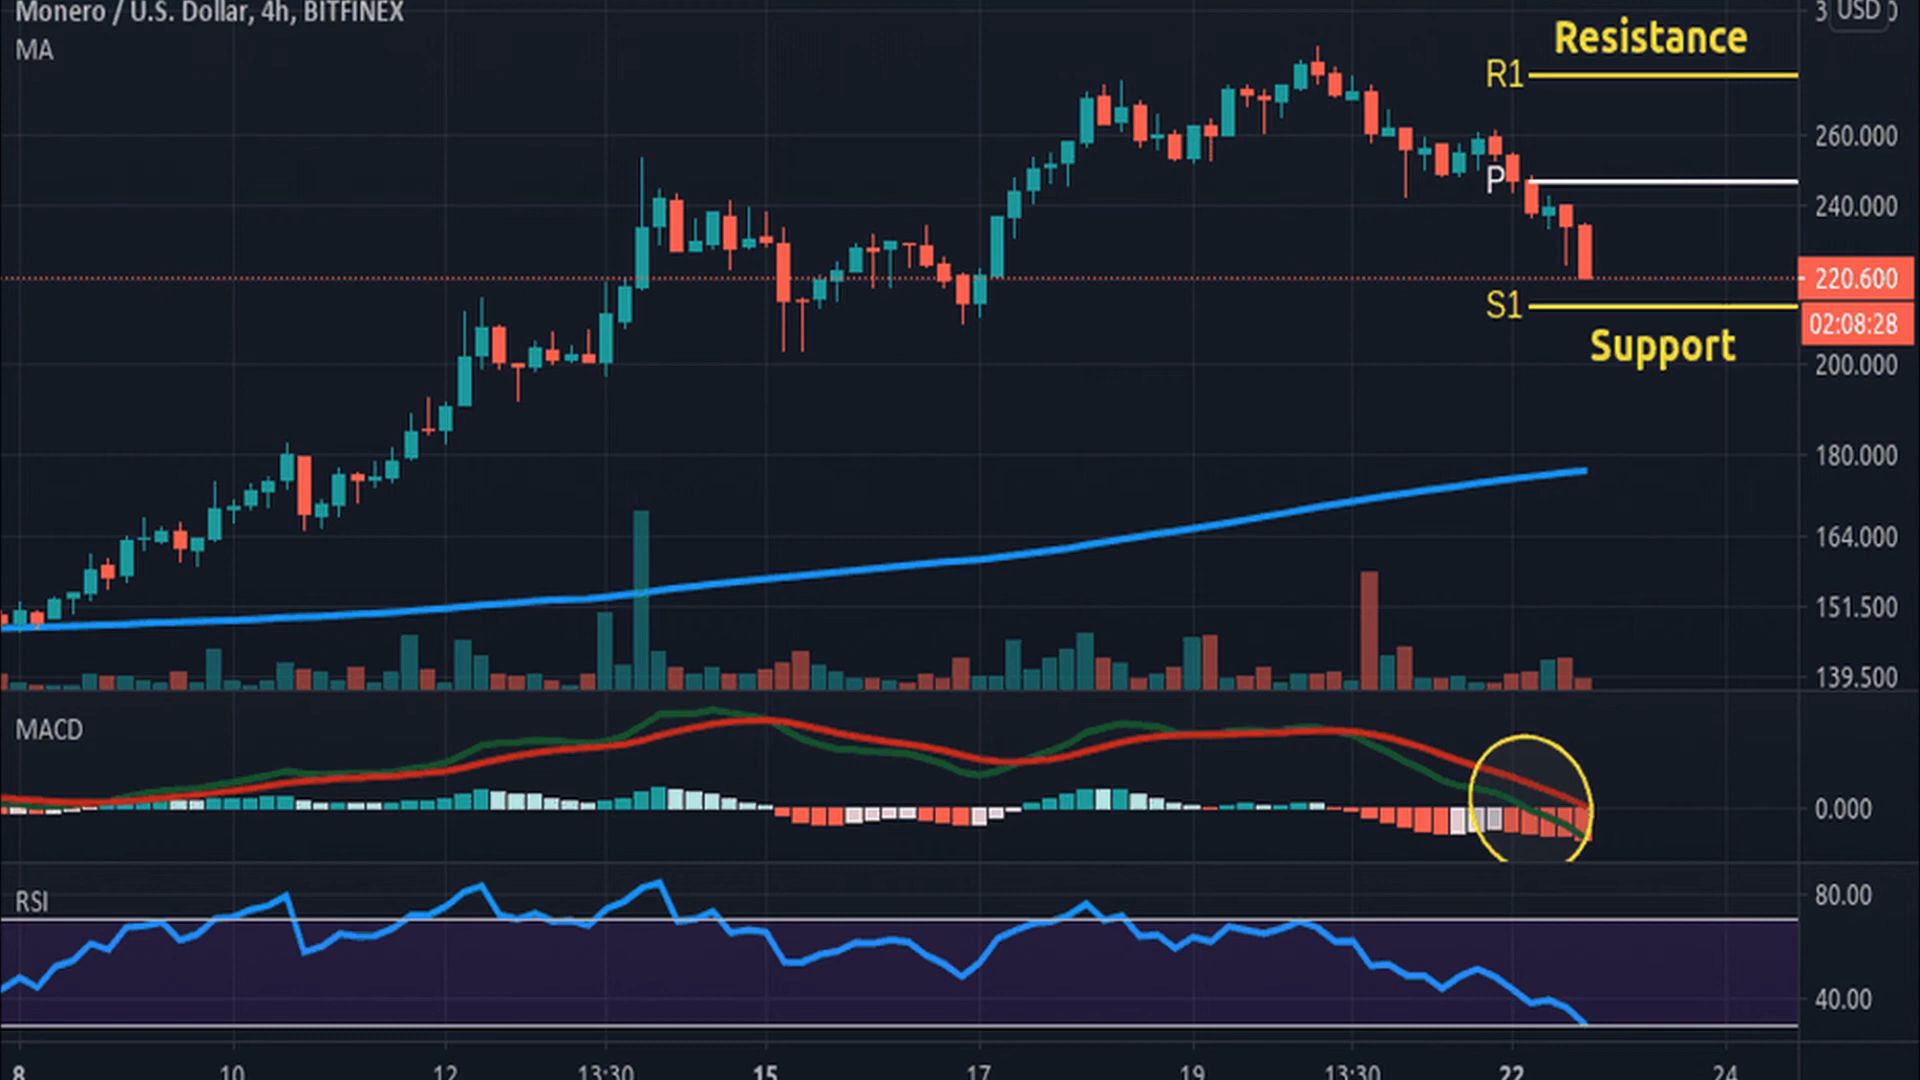 Monero / U.S. Dollar, 4h, BITFINEX
MA
USD
Resistance
R1
260.000
P
240.000
220.600
S1
02:08:28
Support
200.000
180.000
164.000
151.500
139.500
MACD
0.000
RSI
80.00
40.00
8 10 12 13:30 15 17 19 13:30 22 24